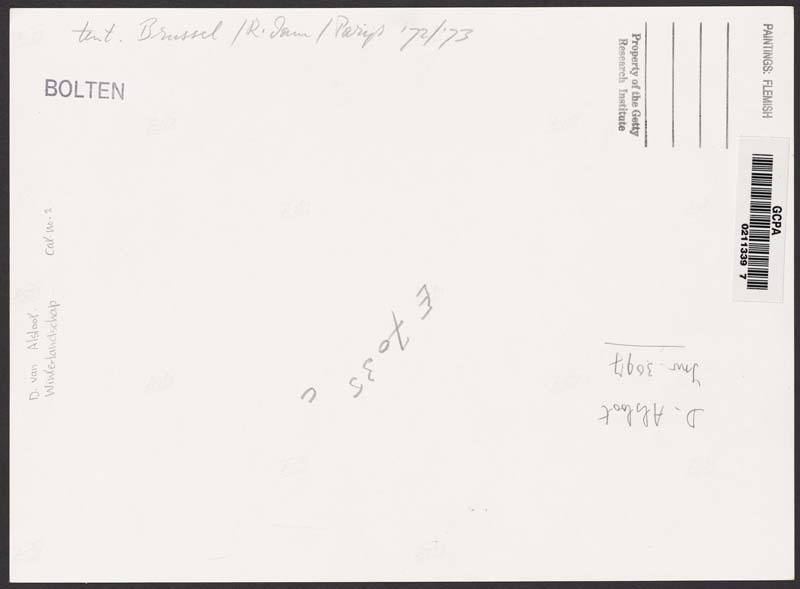 tent. Brussel / R. Dam / Parijs '72/'73
BOLTEN
PAINTINGS: FLEMISH
Property of the Getty
Research Institute
GCPA
0211339 7
D. van Alsloot.
Winterlandschap
Cat no. 2
E 7035 c
D. Alsloot
Inv. 3097